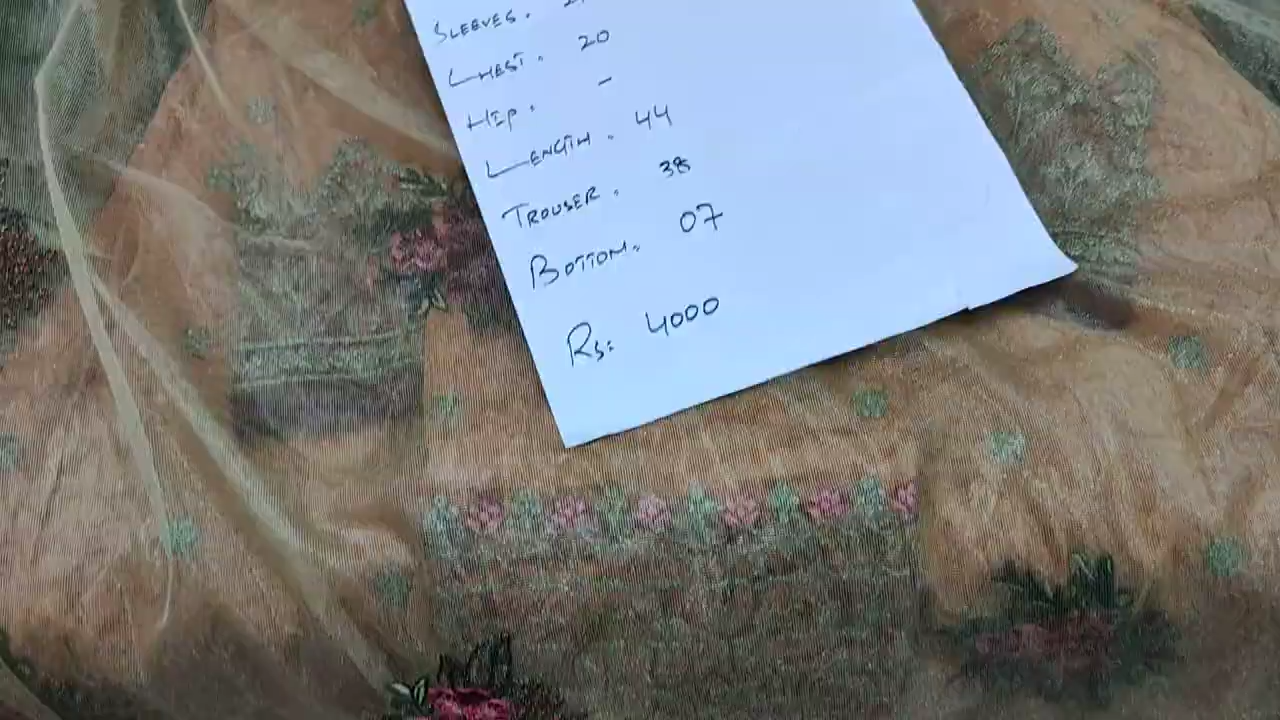 SLEEVES.
CHEST. 20
HIP. -
LENGTH. 44
TROUSER. 38
BOTTOM. 07
Rs: 4000